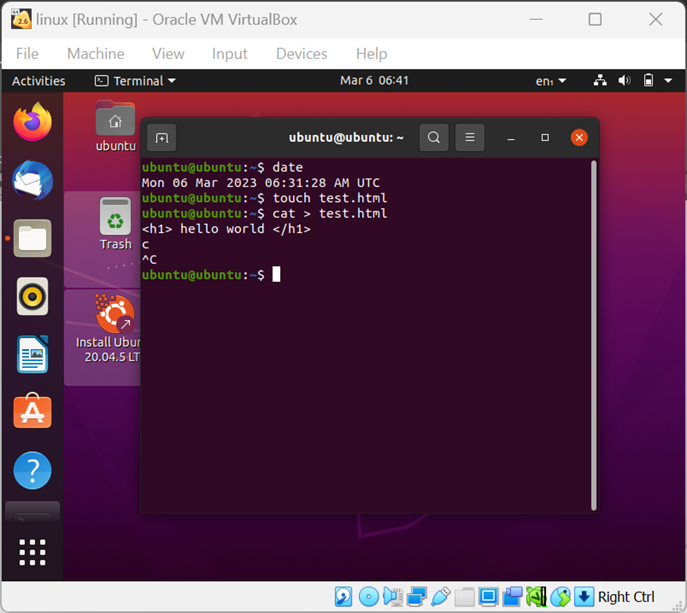 linux [Running] - Oracle VM VirtualBox
File Machine View Input Devices Help
Activities Terminal Mar 6 06:41 en₁
ubuntu
Trash
Install Ubun
20.04.5 LT
ubuntu@ubuntu: ~
ubuntu@ubuntu:~$ date
Mon 06 Mar 2023 06:31:28 AM UTC
ubuntu@ubuntu:~$ touch test.html
ubuntu@ubuntu:~$ cat > test.html
<h1> hello world </h1>
c
^C
ubuntu@ubuntu:~$
Right Ctrl